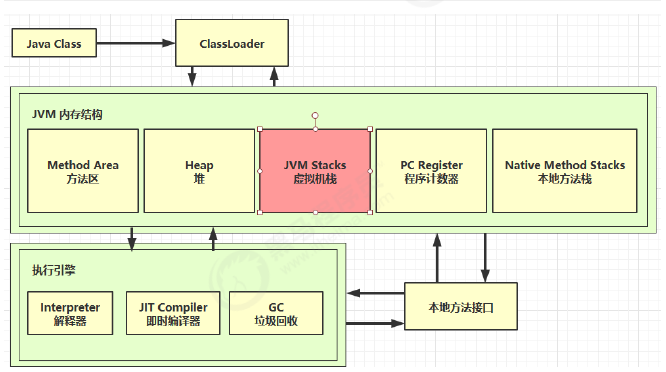 Java Class
ClassLoader
JVM 内存结构
Method Area
方法区
Heap
堆
JVM Stacks
虚拟机栈
PC Register
程序计数器
Native Method Stacks
本地方法栈
执行引擎
Interpreter
解释器
JIT Compiler
即时编译器
GC
垃圾回收
本地方法接口